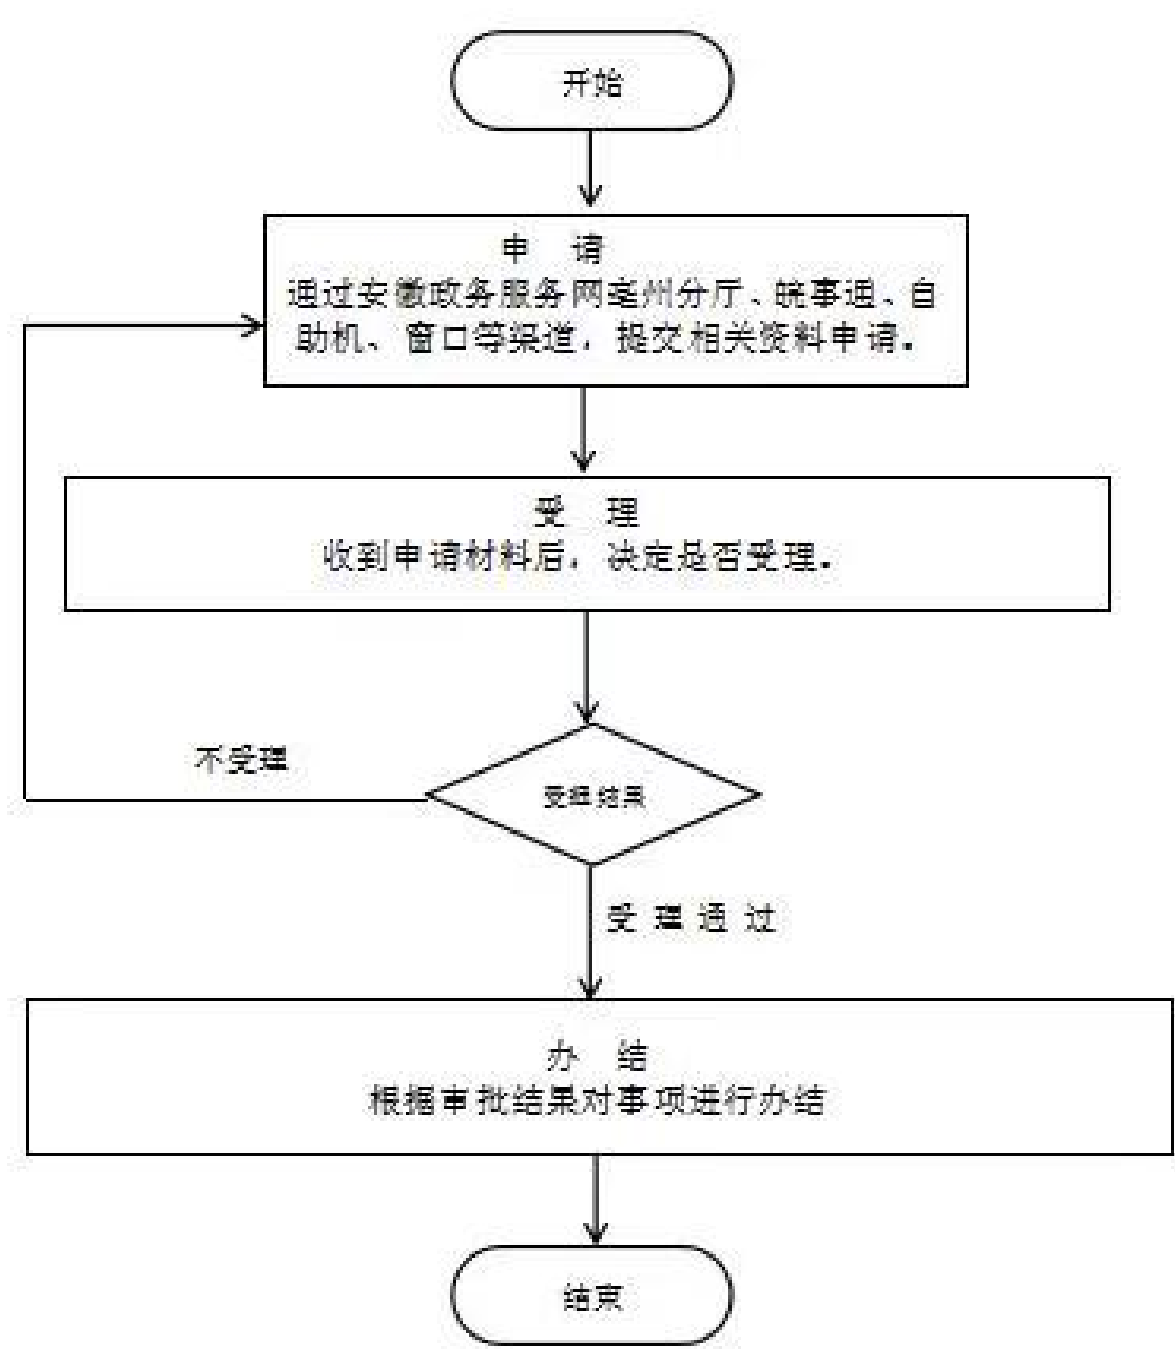 开始
申 请
通过安徽政务服务网亳州分厅、皖事通、自
助机、窗口等渠道，提交相关资料申请。
受 理
收到申请材料后，决定是否受理。
不受理
受理结果
受理通过
办 结
根据审批结果对事项进行办结
结束